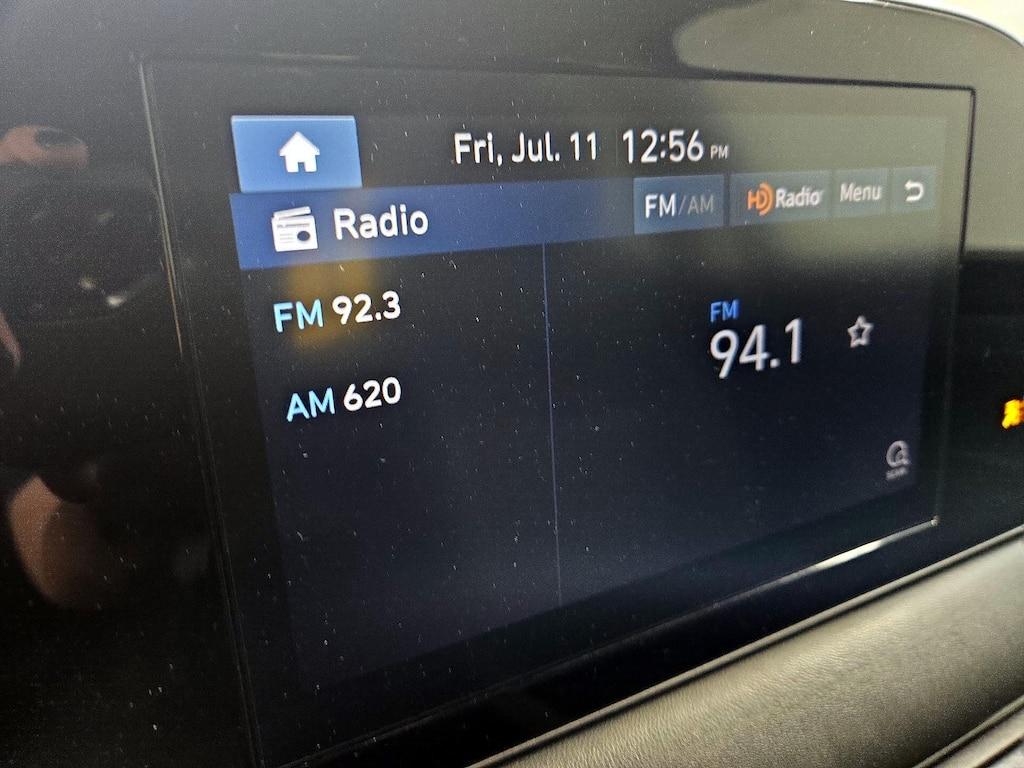 Fri, Jul. 11 12:56 PM
Radio FM/AM HD Radio Menu
FM 92.3
FM
94.1
AM 620